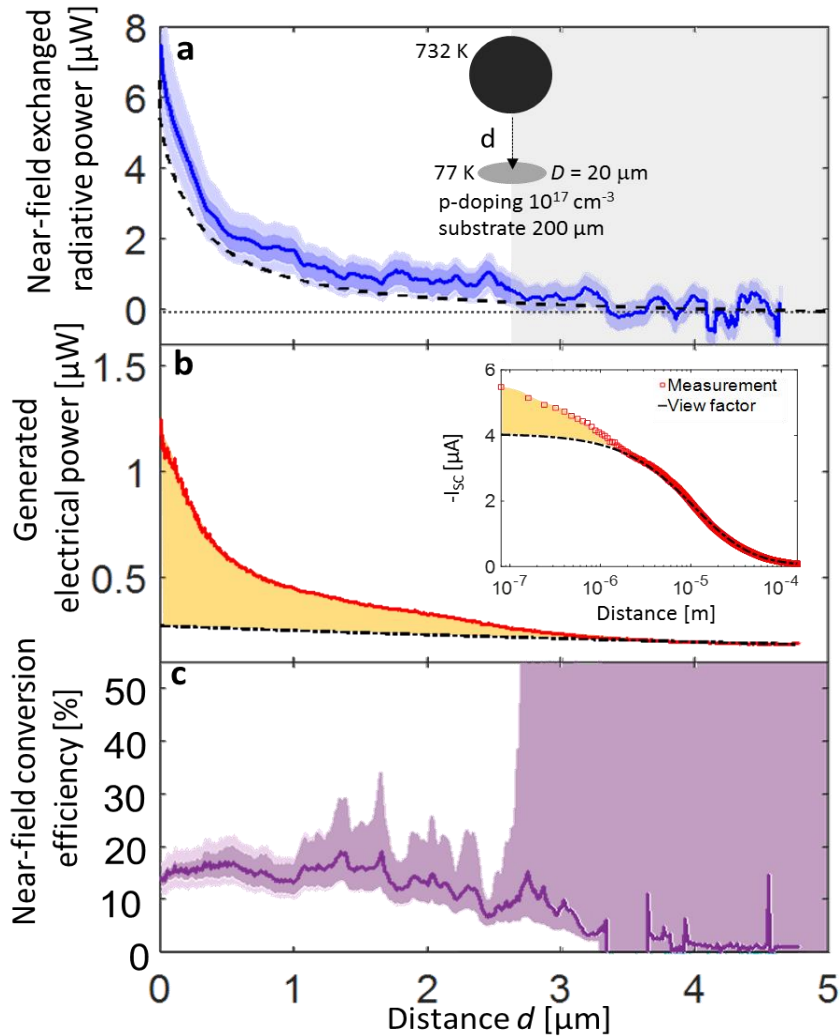 a
Near-field exchanged
radiative power [µW]
8
6
4
2
0
732 K
d
77 K
D = 20 µm
p-doping 10¹⁷ cm⁻³
substrate 200 µm
b
Generated
electrical power [µW]
1.5
1
0.5
-I_SC [µA]
6
4
2
0
Measurement
View factor
10⁻⁷ 10⁻⁶ 10⁻⁵ 10⁻⁴
Distance [m]
c
Near-field conversion
efficiency [%]
50
40
30
20
10
0
0 1 2 3 4 5
Distance d [µm]